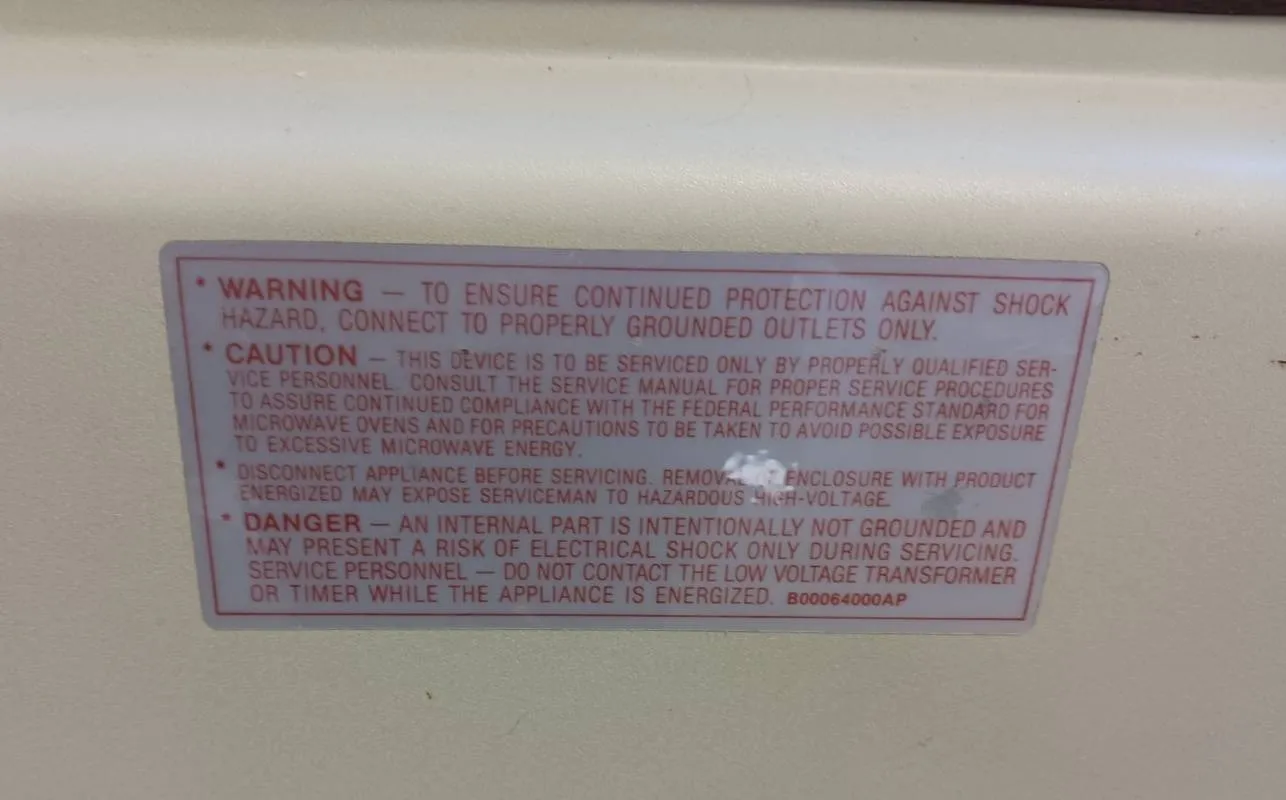 * WARNING — TO ENSURE CONTINUED PROTECTION AGAINST SHOCK
HAZARD, CONNECT TO PROPERLY GROUNDED OUTLETS ONLY.
* CAUTION — THIS DEVICE IS TO BE SERVICED ONLY BY PROPERLY QUALIFIED SER-
VICE PERSONNEL. CONSULT THE SERVICE MANUAL FOR PROPER SERVICE PROCEDURES
TO ASSURE CONTINUED COMPLIANCE WITH THE FEDERAL PERFORMANCE STANDARD FOR
MICROWAVE OVENS AND FOR PRECAUTIONS TO BE TAKEN TO AVOID POSSIBLE EXPOSURE
TO EXCESSIVE MICROWAVE ENERGY.
* DISCONNECT APPLIANCE BEFORE SERVICING. ENCLOSURE WITH PRODUCT
ENERGIZED MAY EXPOSE SERVICEMAN TO HAZARDOUS HIGH-VOLTAGE.
* DANGER — AN INTERNAL PART IS INTENTIONALLY NOT GROUNDED AND
MAY PRESENT A RISK OF ELECTRICAL SHOCK ONLY DURING SERVICING.
SERVICE PERSONNEL — DO NOT CONTACT THE LOW VOLTAGE TRANSFORMER
OR TIMER WHILE THE APPLIANCE IS ENERGIZED. B00064000AP